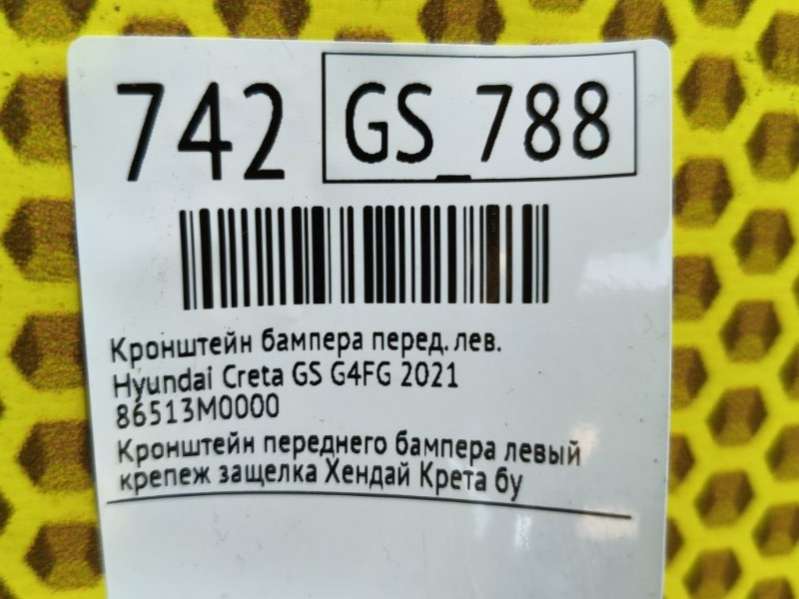 742 GS_788
Кронштейн бампера перед. лев.
Hyundai Creta GS G4FG 2021
86513M0000
Кронштейн переднего бампера левый
крепеж защелка Хендай Крета бу